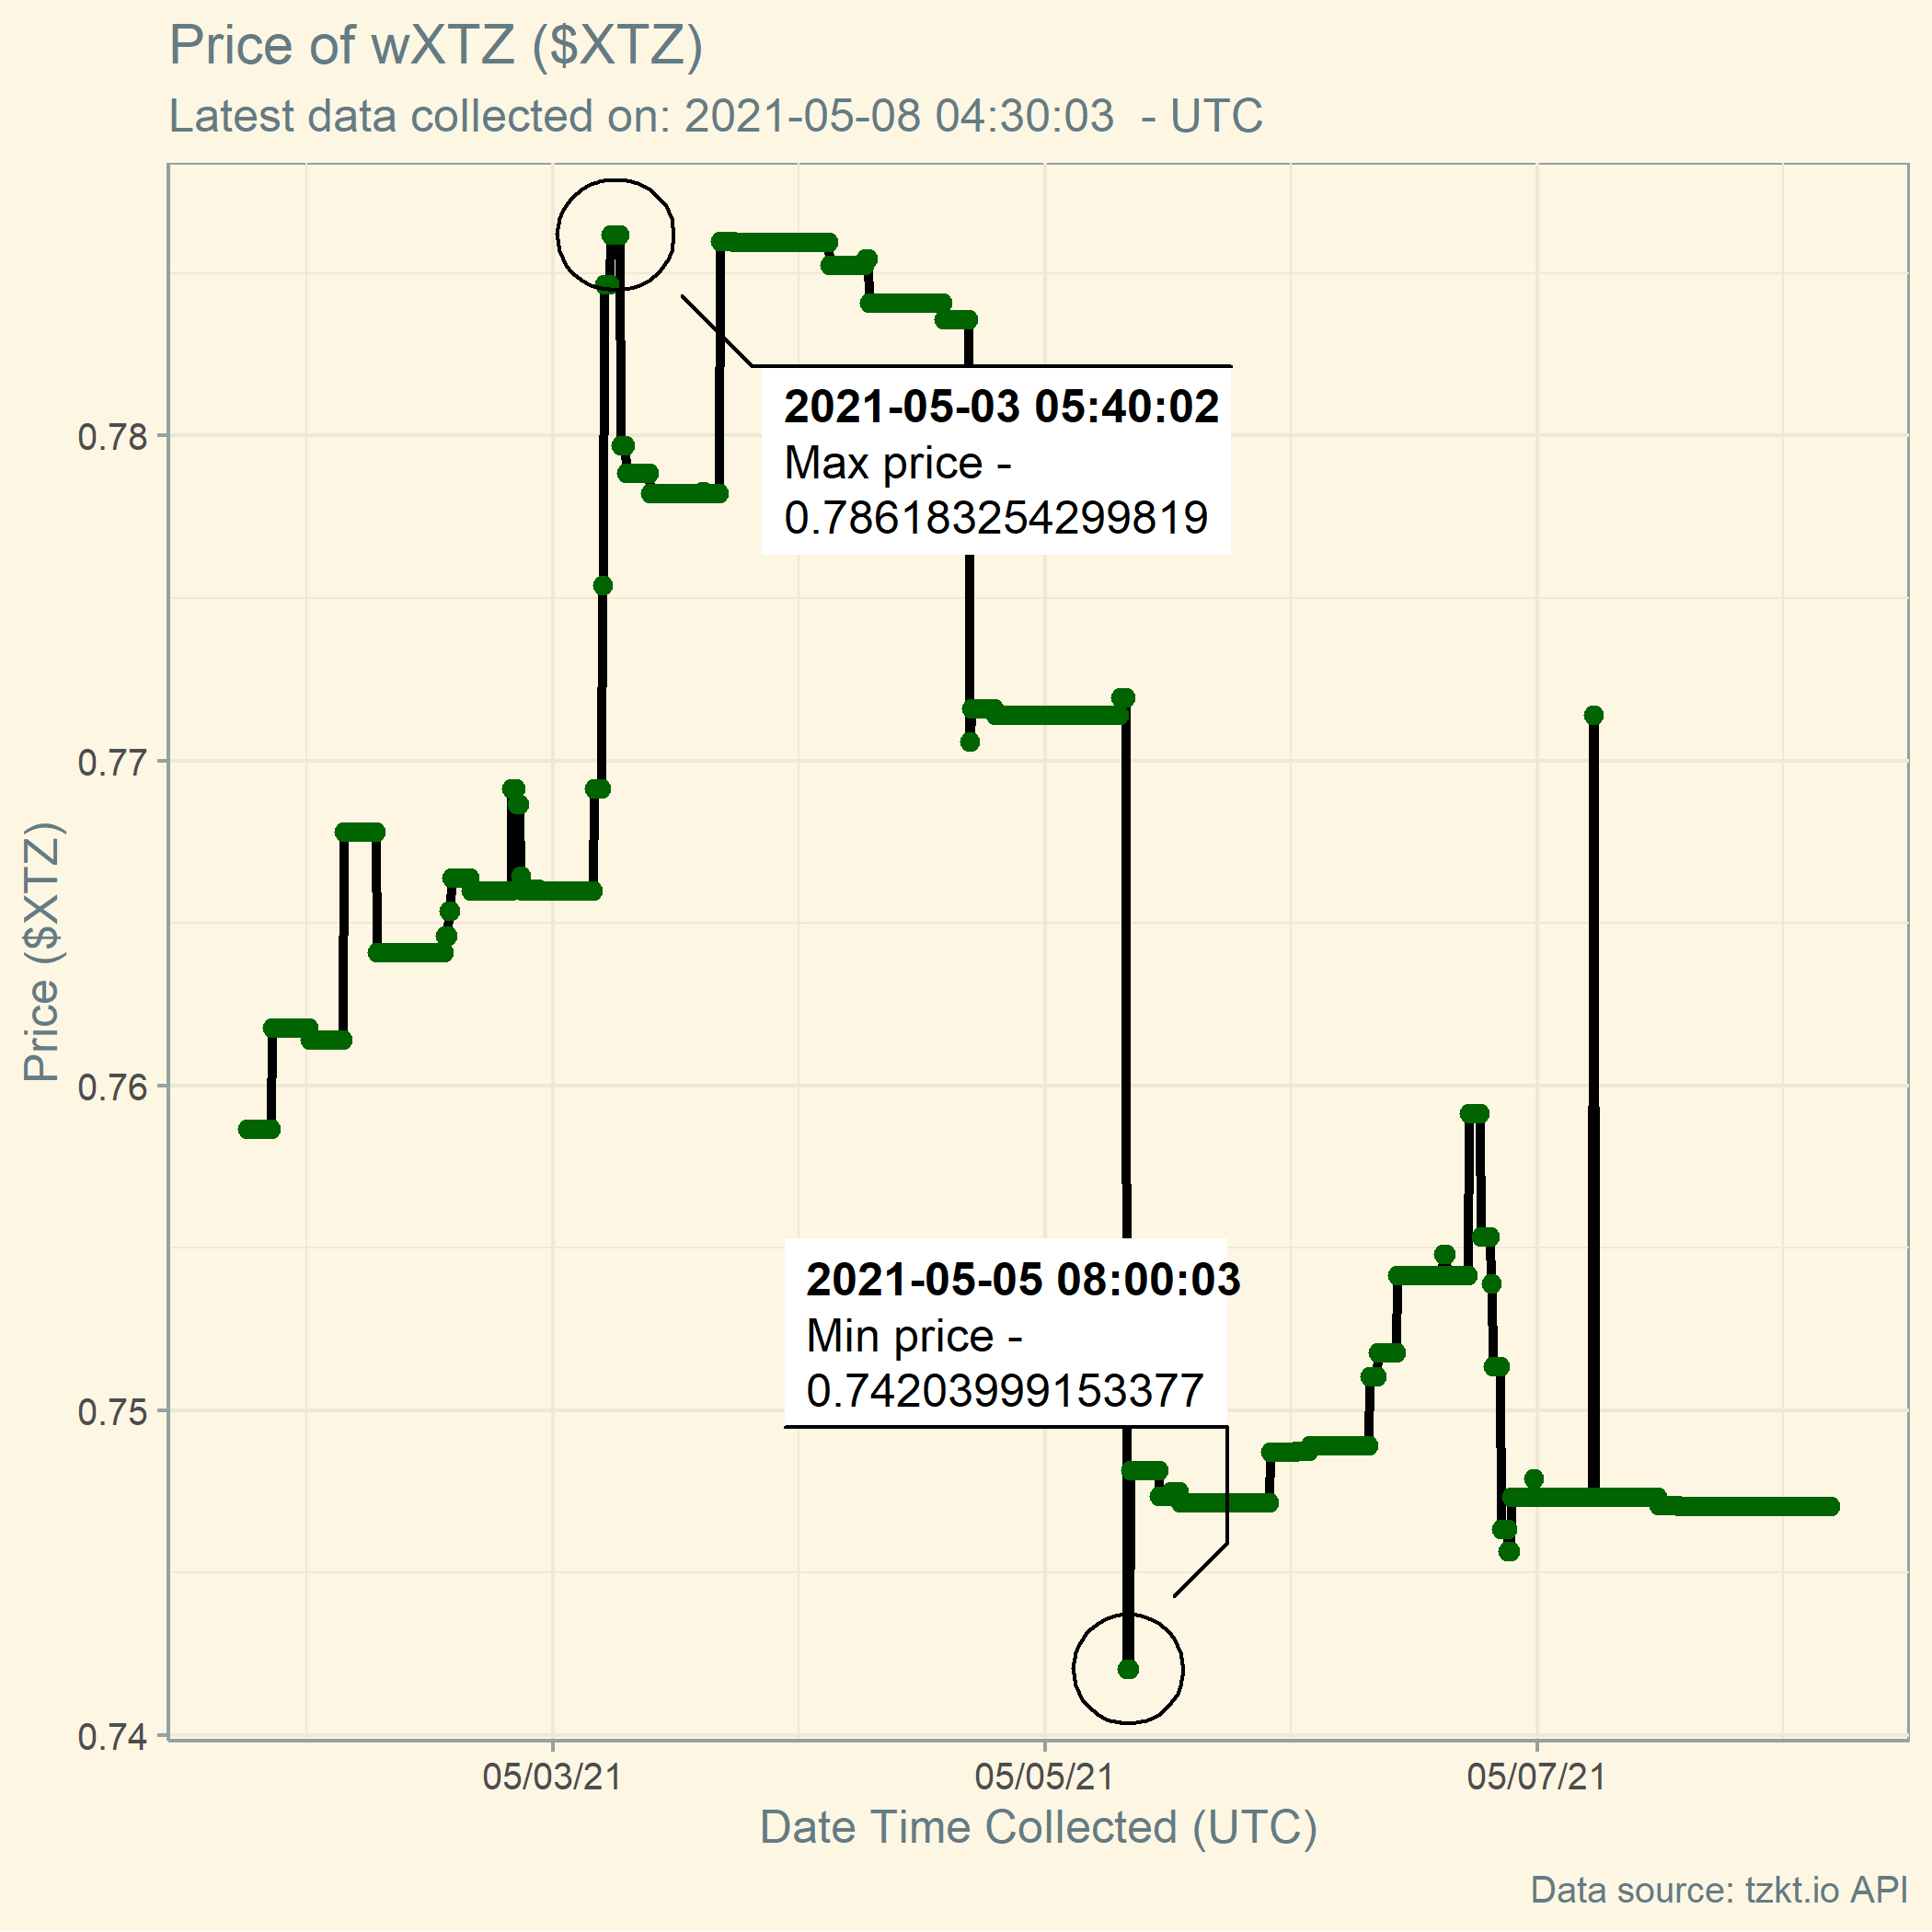 Price of wXTZ ($XTZ)
Latest data collected on: 2021-05-08 04:30:03  - UTC
Price ($XTZ)
0.78
0.77
0.76
0.75
0.74
2021-05-03 05:40:02
Max price -
0.786183254299819
2021-05-05 08:00:03
Min price -
0.74203999153377
05/03/21
05/05/21
05/07/21
Date Time Collected (UTC)
Data source: tzkt.io API